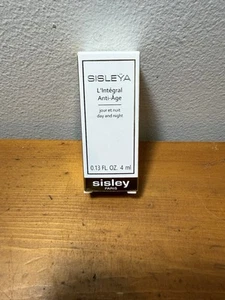 SISLEŸA
L'Intégral
Anti-Âge
jour et nuit
day and night
0.13 FL. OZ. 4 ml
sisley
PARIS